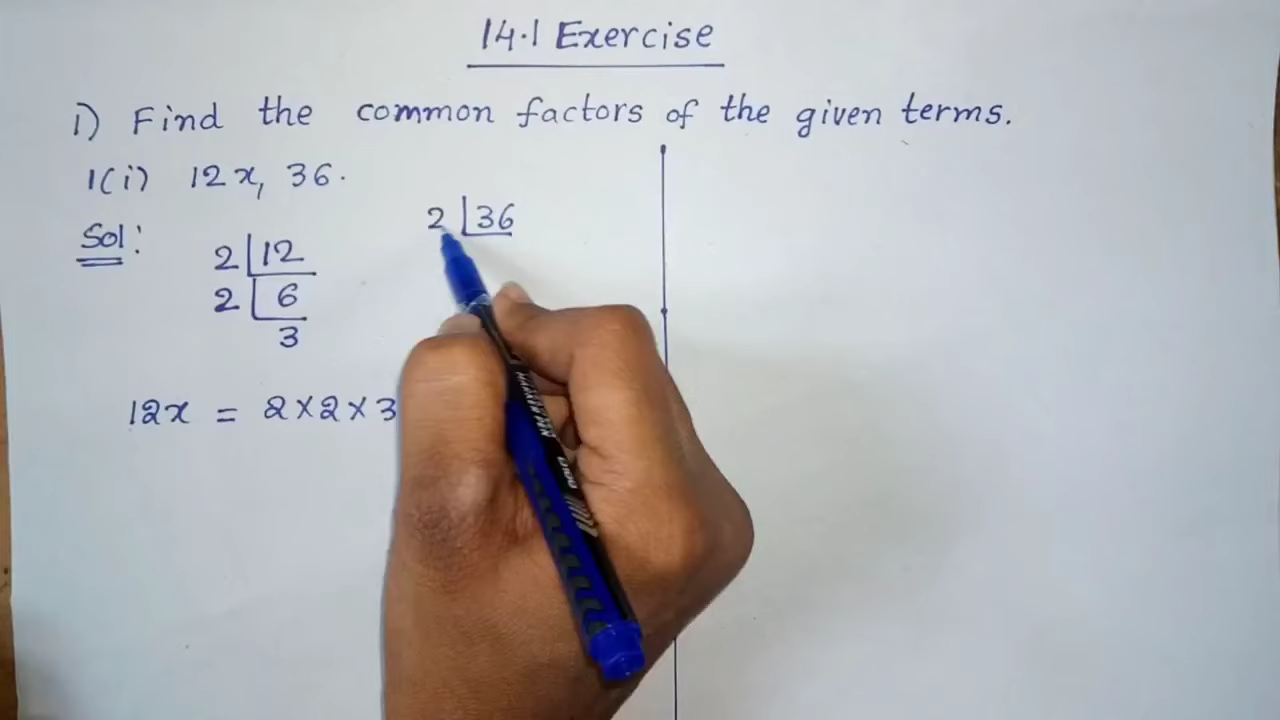 14.1 Exercise
1) Find the common factors of the given terms.
1(i) 12x, 36.
Sol:
2 | 12
2 | 6
3
2 | 36
12x = 2×2×3